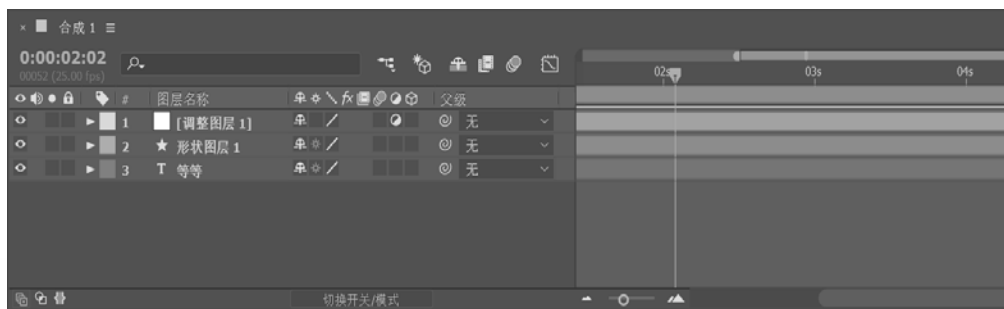 × 合成 1 ≡
0:00:02:02
00052 (25.00 fps)
02s 03s 04s
# 图层名称 fx 父级
1 [调整图层 1] 无
2 ★ 形状图层 1 无
3 T 等等 无
切换开关/模式